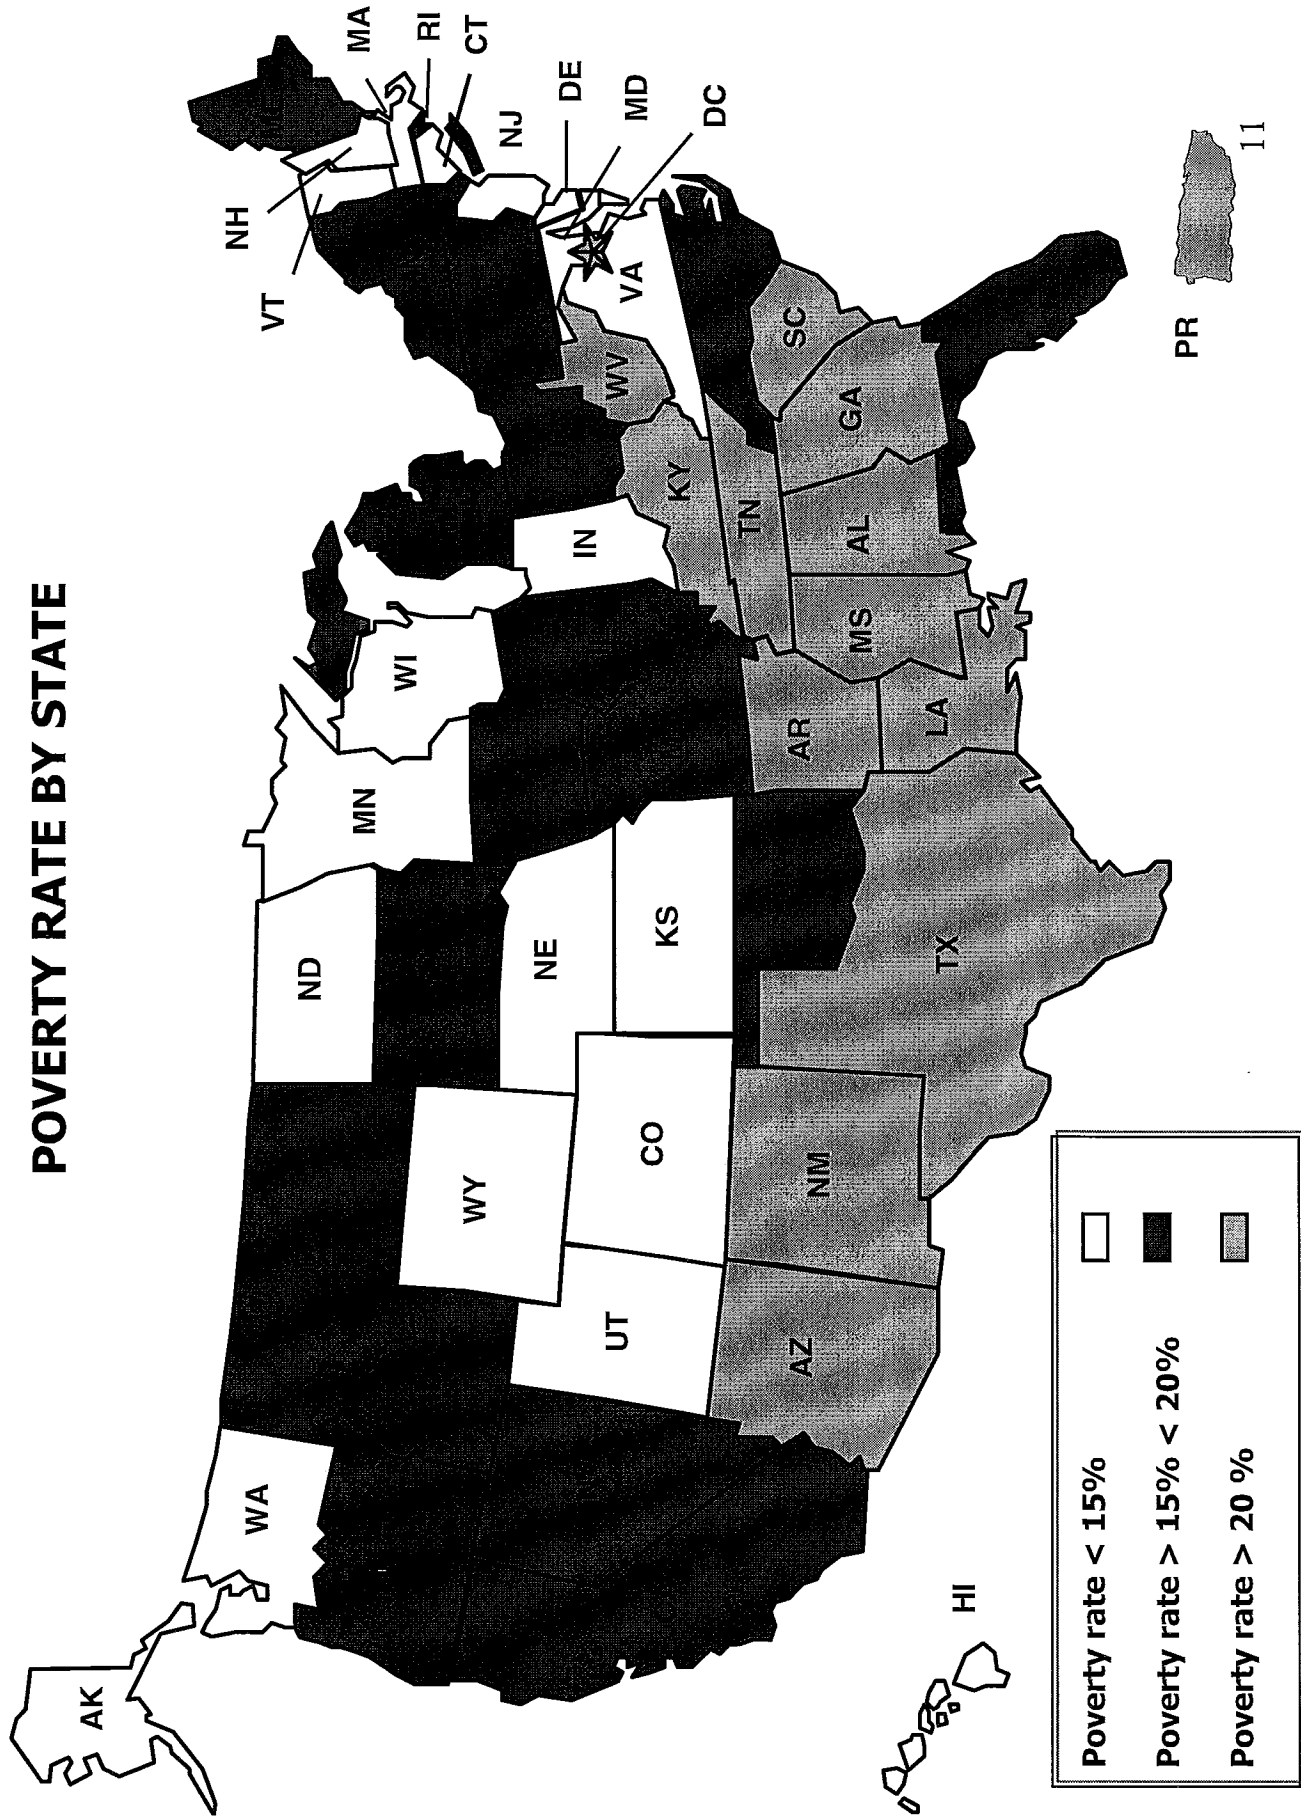 POVERTY RATE BY STATE
AK
WA
HI
UT
AZ
WY
CO
NM
ND
NE
KS
TX
MN
WI
AR
LA
MS
IN
KY
TN
AL
GA
SC
WV
VA
VT
NH
MA
RI
CT
NJ
DE
MD
DC
PR
Poverty rate < 15%
Poverty rate > 15% < 20%
Poverty rate > 20 %
11